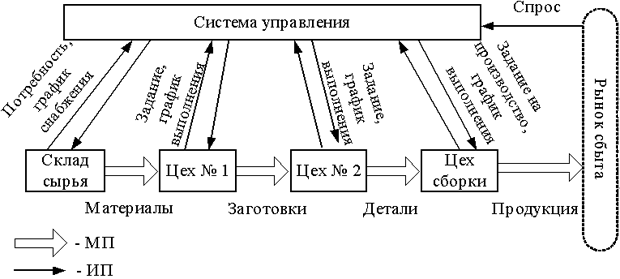 Спрос
Система управления
Потребность,
график
снабжения
Задание,
график
выполнения
Задание,
график
выполнения
Задание на
производство,
график
выполнения
Рынок сбыта
Склад
сырья
Цех № 1
Цех № 2
Цех
сборки
Материалы
Заготовки
Детали
Продукция
- МП
- ИП